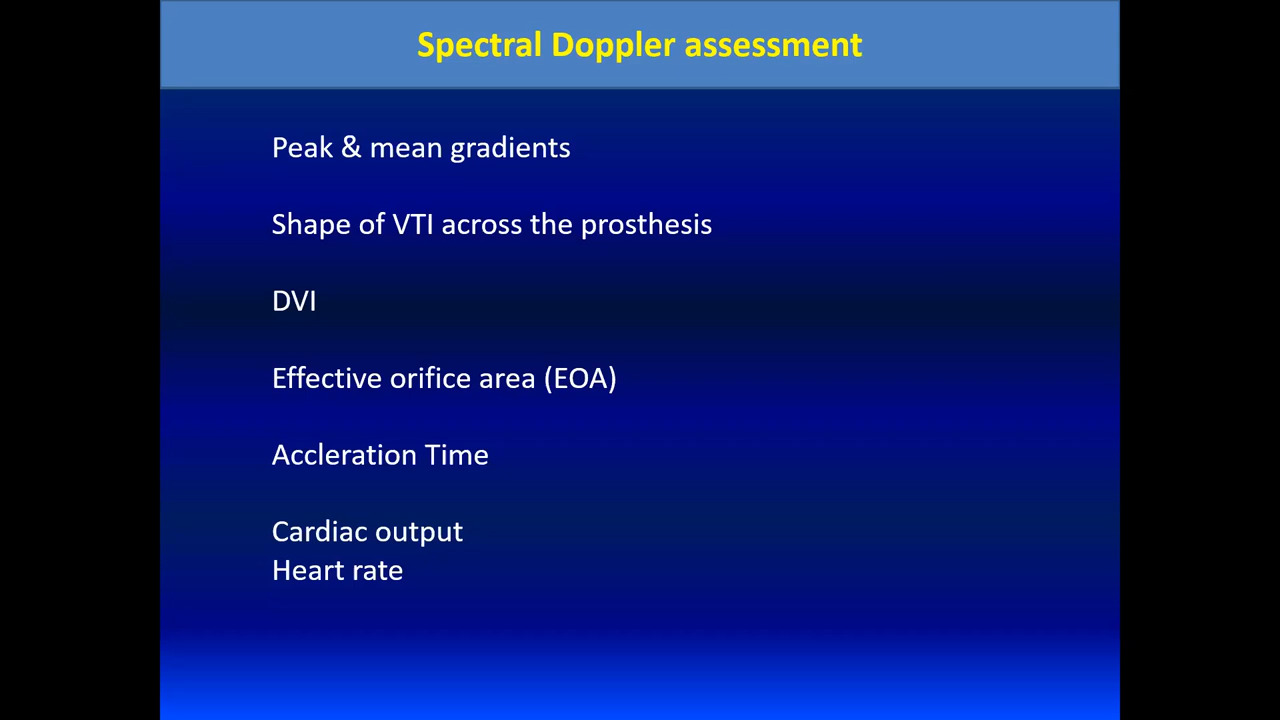 Spectral Doppler assessment
Peak & mean gradients
Shape of VTI across the prosthesis
DVI
Effective orifice area (EOA)
Accleration Time
Cardiac output
Heart rate